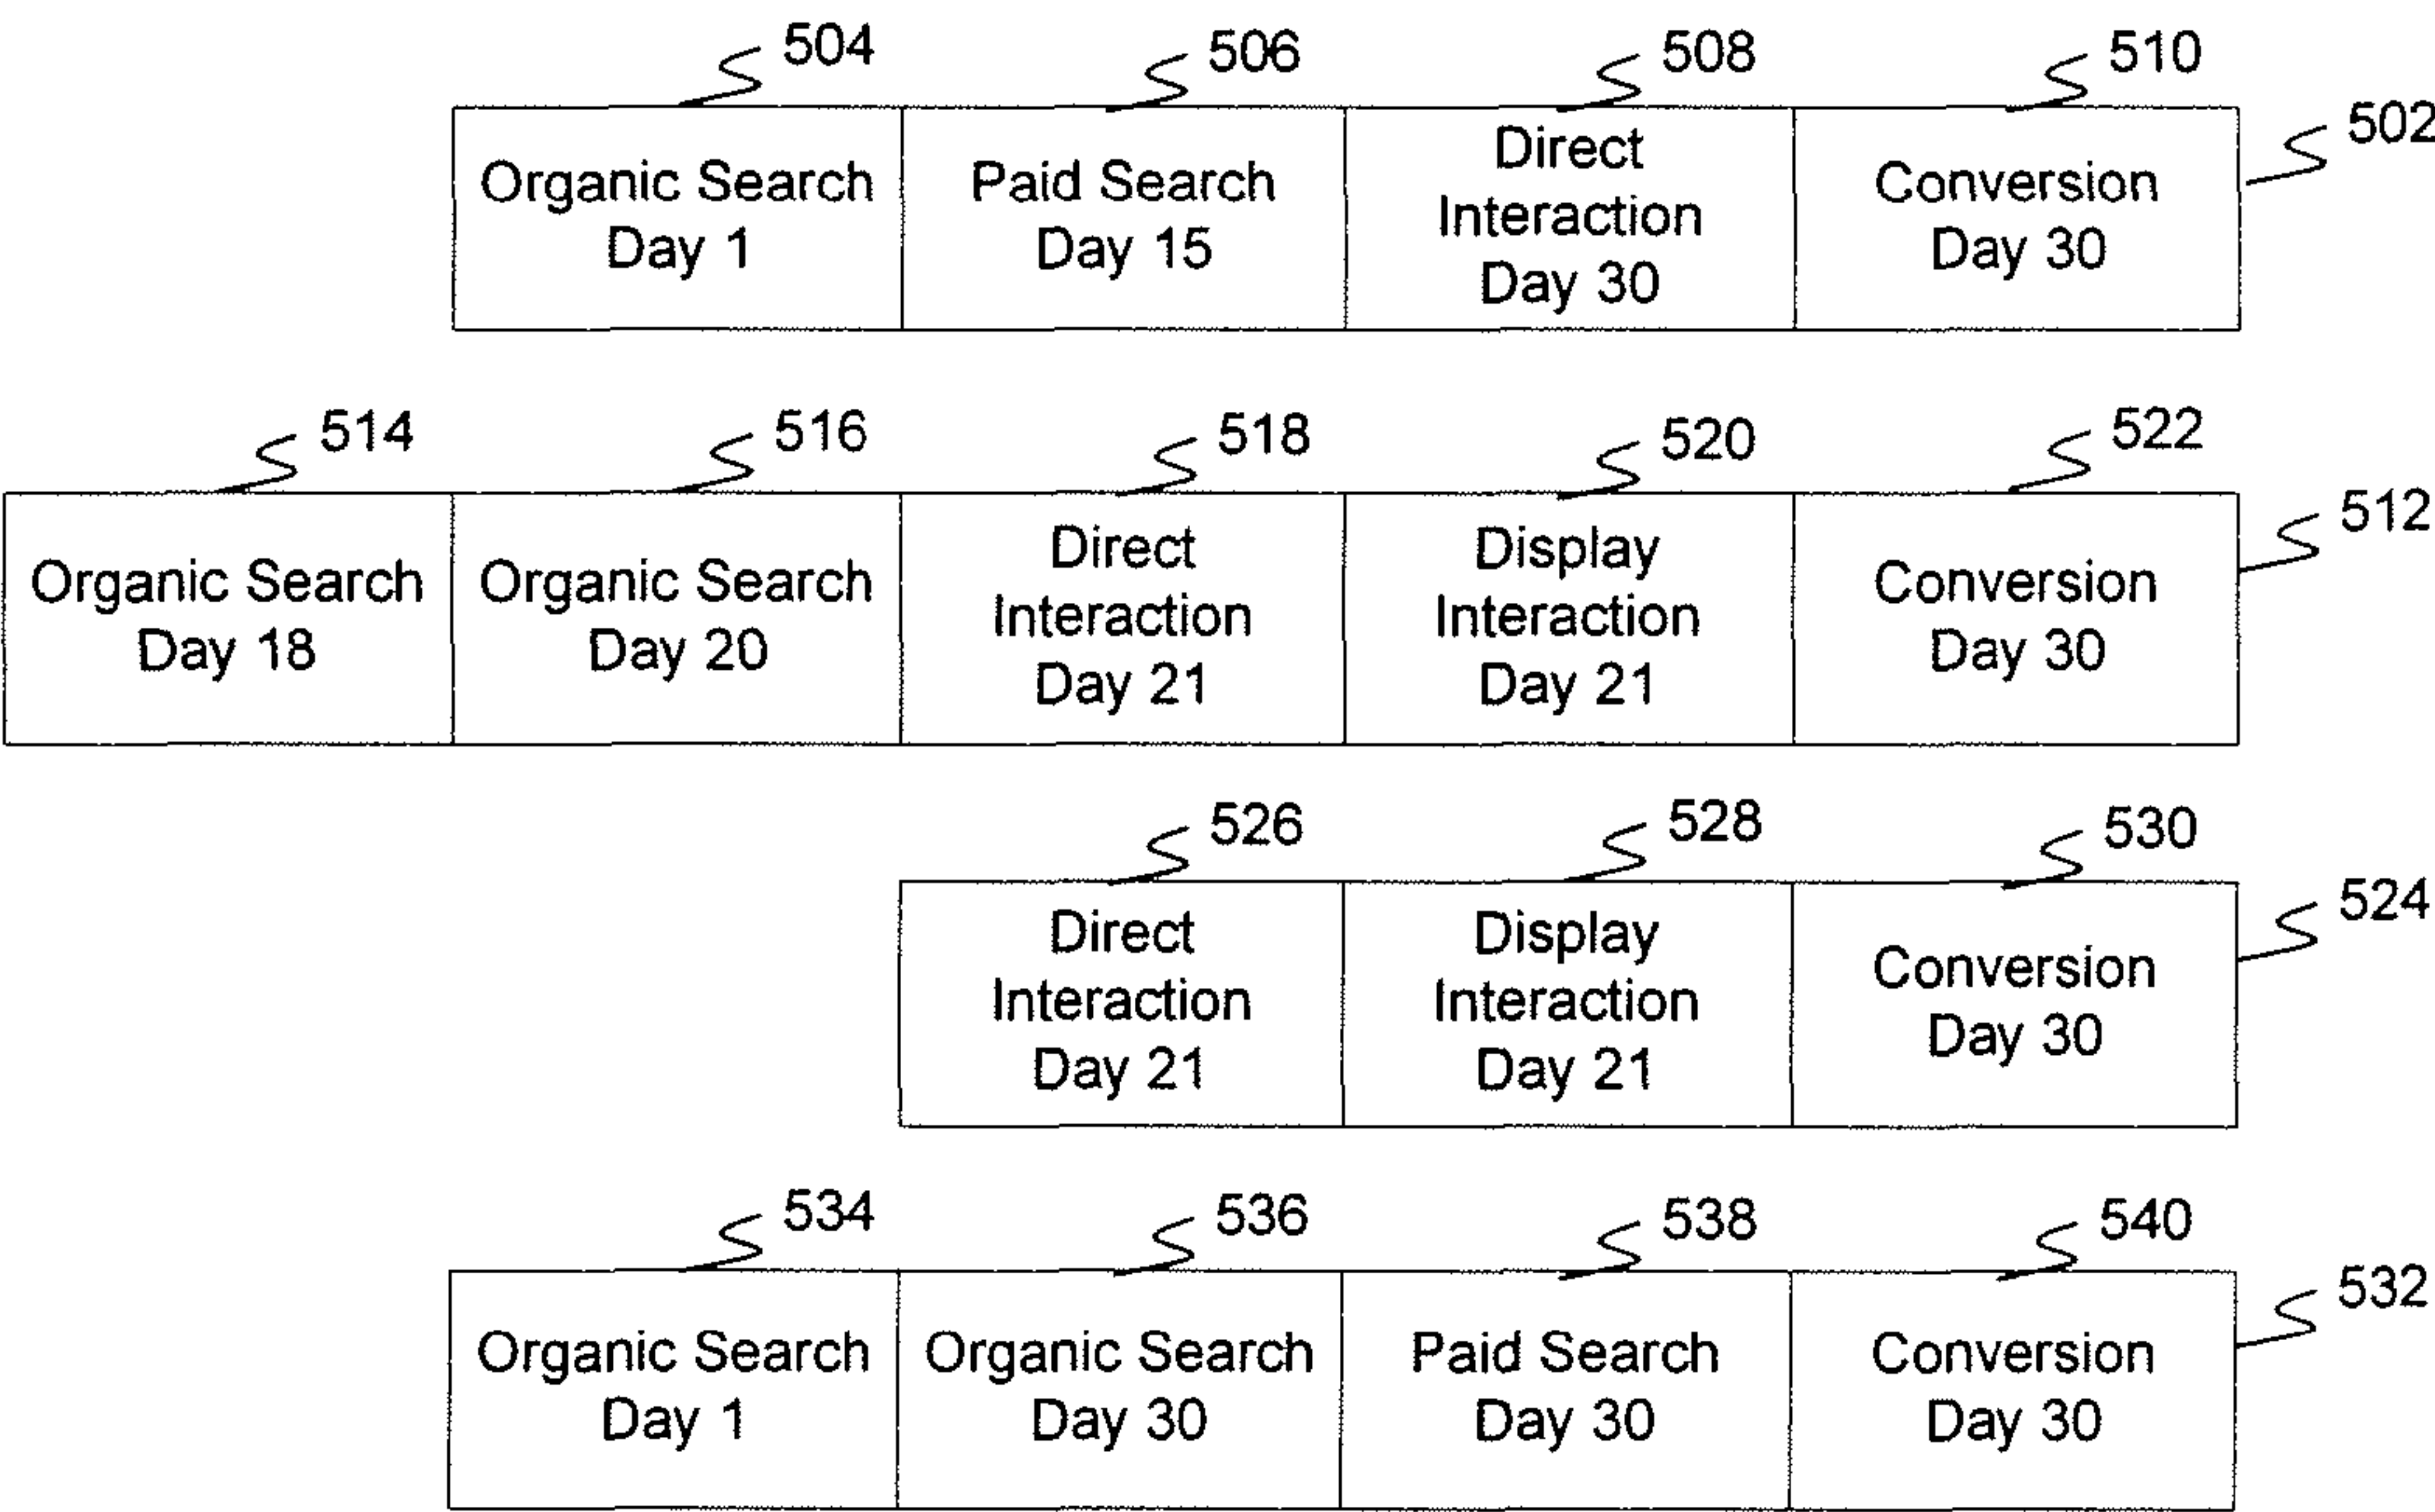 504
506
508
510
502
Organic Search
Day 1
Paid Search
Day 15
Direct
Interaction
Day 30
Conversion
Day 30
514
516
518
520
522
512
Organic Search
Day 18
Organic Search
Day 20
Direct
Interaction
Day 21
Display
Interaction
Day 21
Conversion
Day 30
526
528
530
524
Direct
Interaction
Day 21
Display
Interaction
Day 21
Conversion
Day 30
534
536
538
540
532
Organic Search
Day 1
Organic Search
Day 30
Paid Search
Day 30
Conversion
Day 30